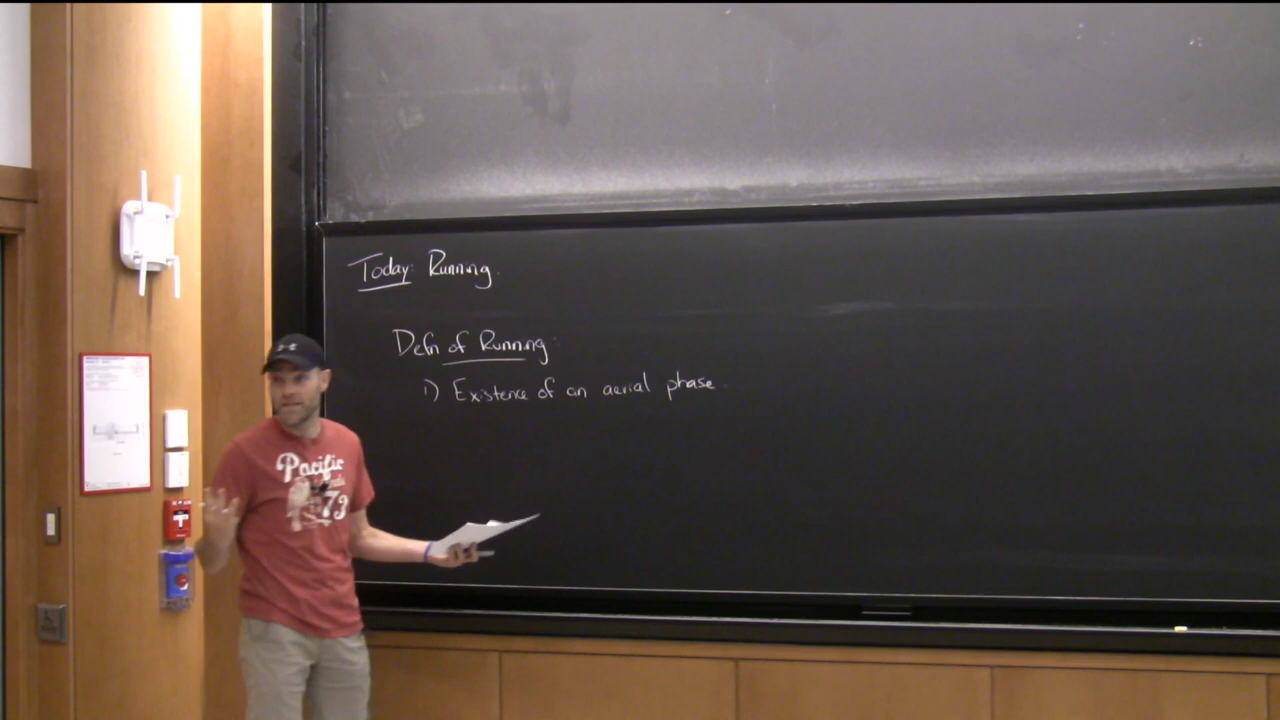 Today: Running.
Defn of Running:
1) Existence of an aerial phase.
Pacific
73